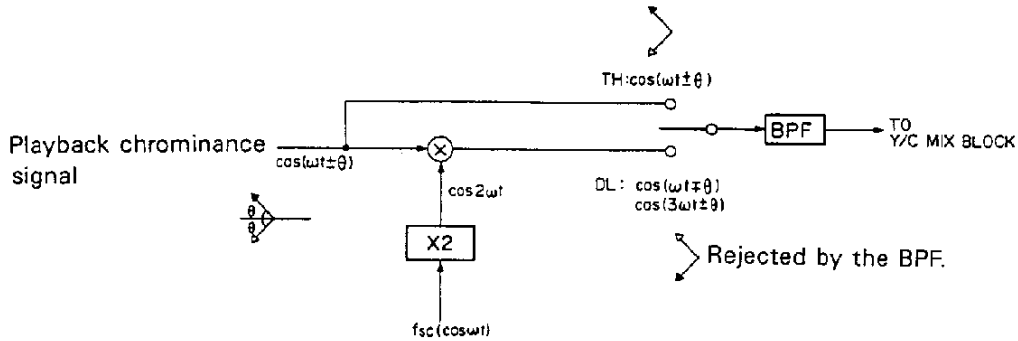 TH:cos(ωt±θ)
Playback chrominance
signal
cos(ωt±θ)
×
BPF
TO
Y/C MIX BLOCK
cos2ωt
DL: cos(ωt∓θ)
cos(3ωt±θ)
θ
θ
X2
Rejected by the BPF.
fsc(cosωt)